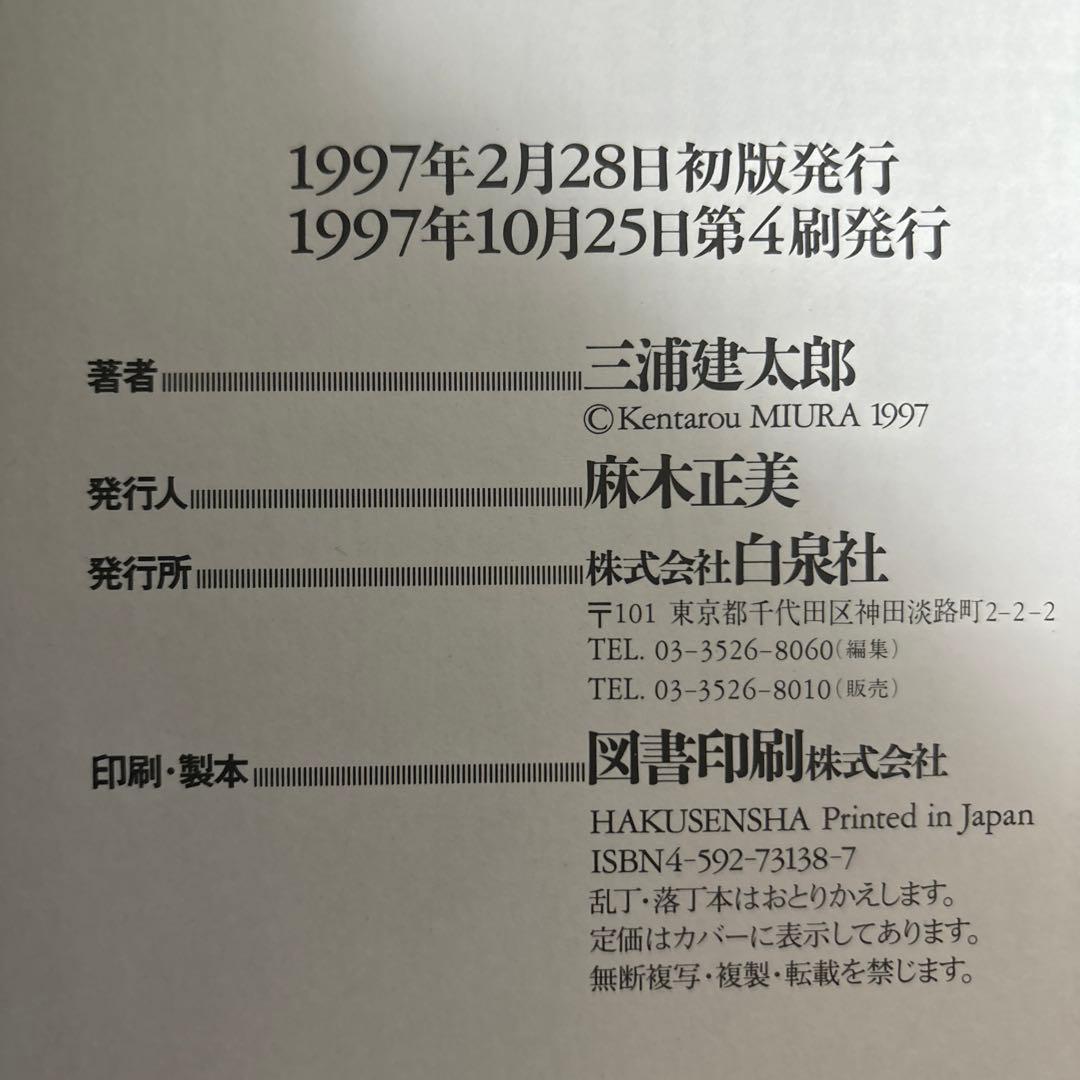 1997年2月28日初版発行
1997年10月25日第4刷発行
著者 三浦建太郎
©Kentarou MIURA 1997
発行人 麻木正美
発行所 株式会社白泉社
〒101 東京都千代田区神田淡路町2-2-2
TEL. 03-3526-8060（編集）
TEL. 03-3526-8010（販売）
印刷・製本 図書印刷株式会社
HAKUSENSHA Printed in Japan
ISBN4-592-73138-7
乱丁・落丁本はおとりかえします。
定価はカバーに表示してあります。
無断複写・複製・転載を禁じます。